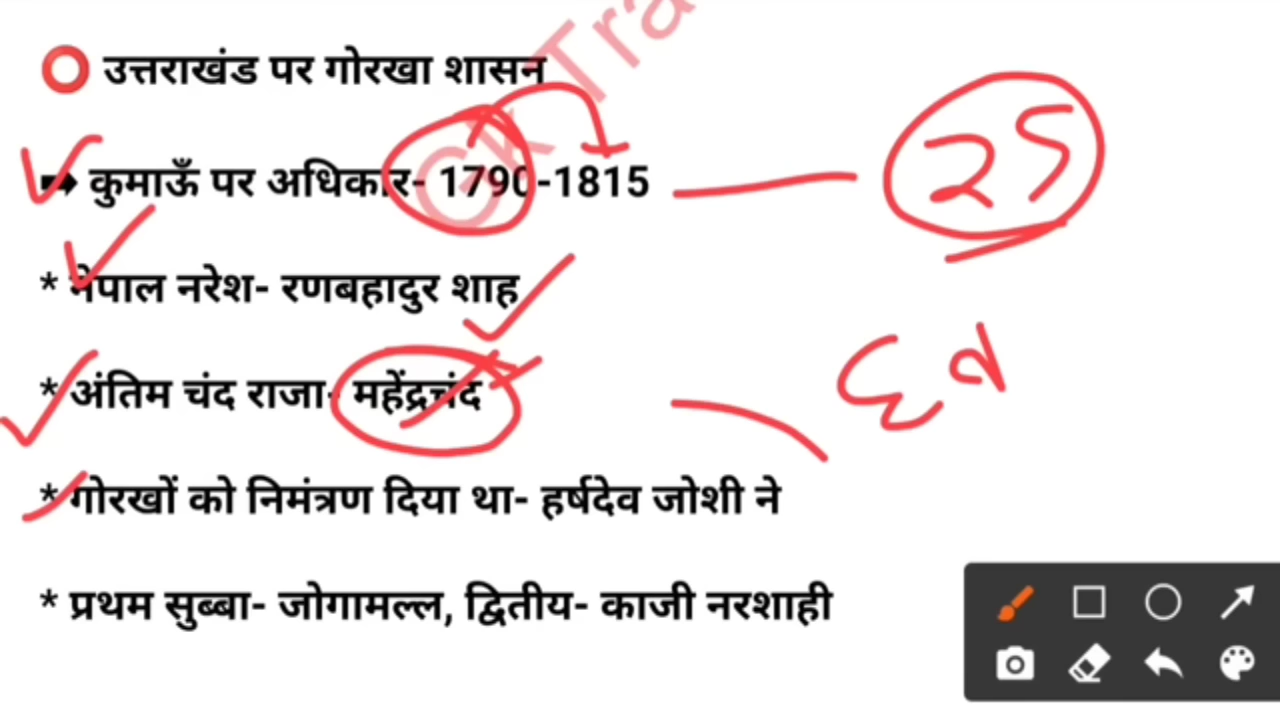 उत्तराखंड पर गोरखा शासन
➡ कुमाऊँ पर अधिकार- 1790-1815
25
* नेपाल नरेश- रणबहादुर शाह
* अंतिम चंद राजा- महेंद्रचंद
* गोरखों को निमंत्रण दिया था- हर्षदेव जोशी ने
* प्रथम सुब्बा- जोगामल्ल, द्वितीय- काजी नरशाही